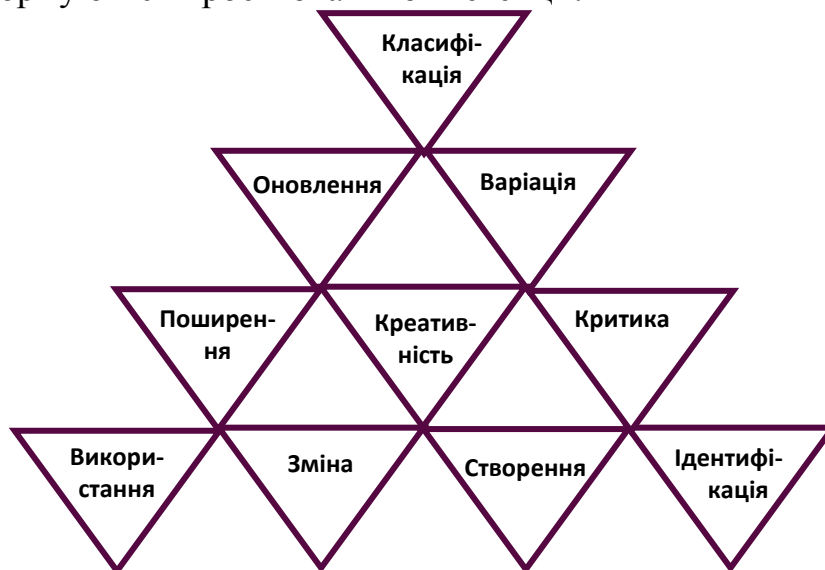 Класифі-
кація
Оновлення
Варіація
Поширен-
ня
Креатив-
ність
Критика
Викори-
стання
Зміна
Створення
Ідентифі-
кація